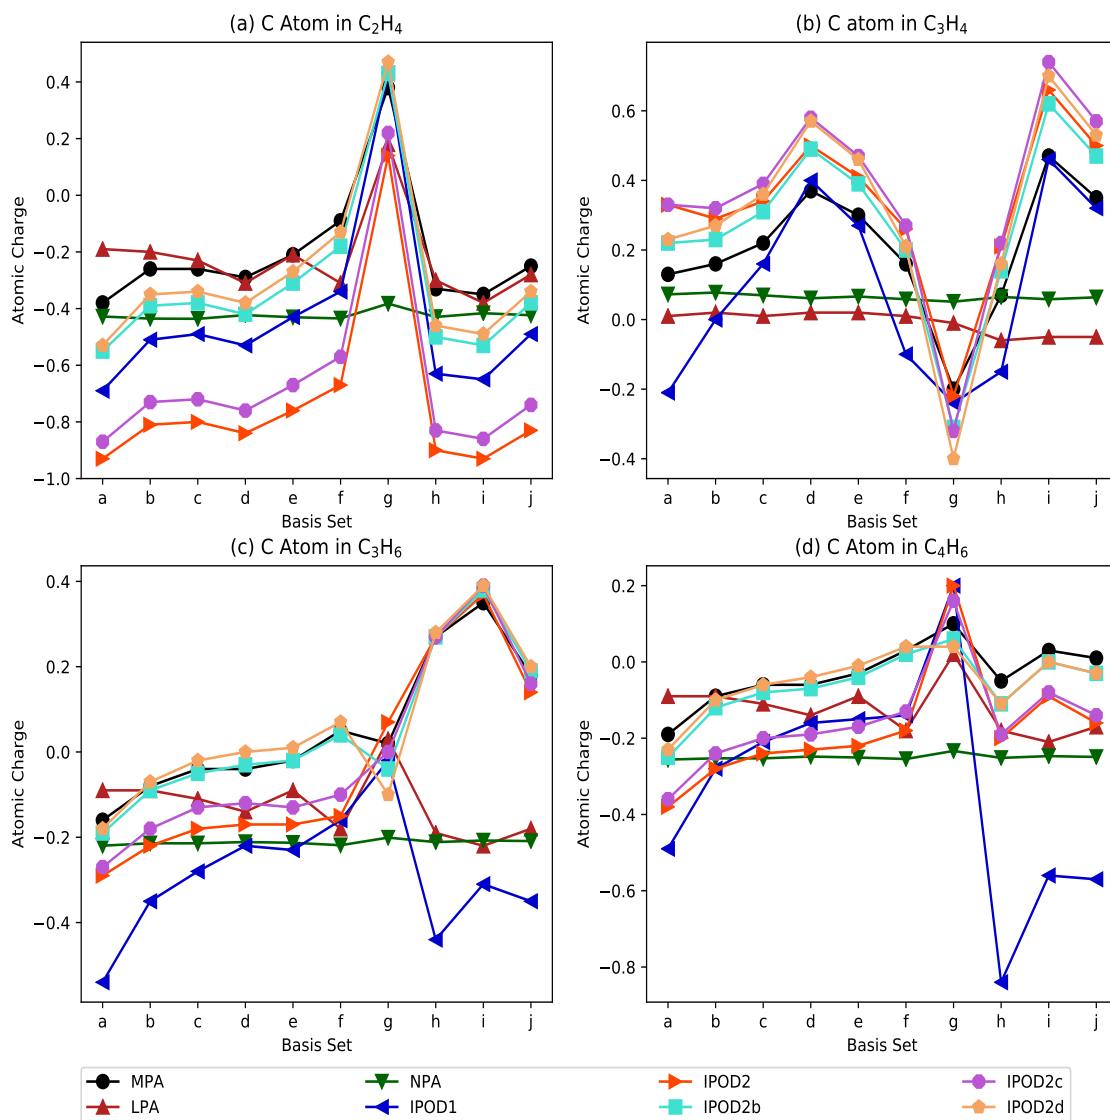 (a) C Atom in C₂H₄
Atomic Charge
0.4
0.2
0.0
−0.2
−0.4
−0.6
−0.8
−1.0
a b c d e f g h i j
Basis Set
(b) C atom in C₃H₄
Atomic Charge
0.6
0.4
0.2
0.0
−0.2
−0.4
a b c d e f g h i j
Basis Set
(c) C Atom in C₃H₆
Atomic Charge
0.4
0.2
0.0
−0.2
−0.4
a b c d e f g h i j
Basis Set
(d) C Atom in C₄H₆
Atomic Charge
0.2
0.0
−0.2
−0.4
−0.6
−0.8
a b c d e f g h i j
Basis Set
MPA NPA IPOD2 IPOD2c
LPA IPOD1 IPOD2b IPOD2d